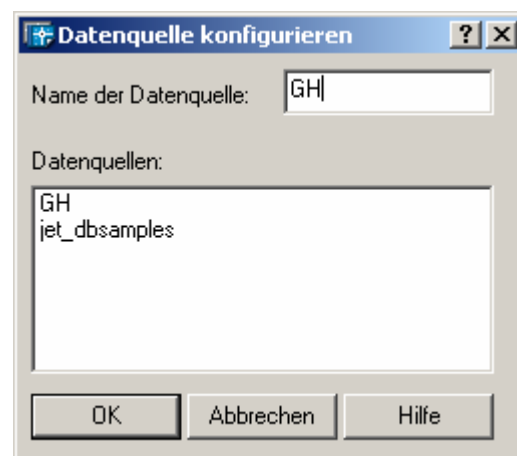 Datenquelle konfigurieren
Name der Datenquelle: GH
Datenquellen:
GH
jet_dbsamples
OK Abbrechen Hilfe